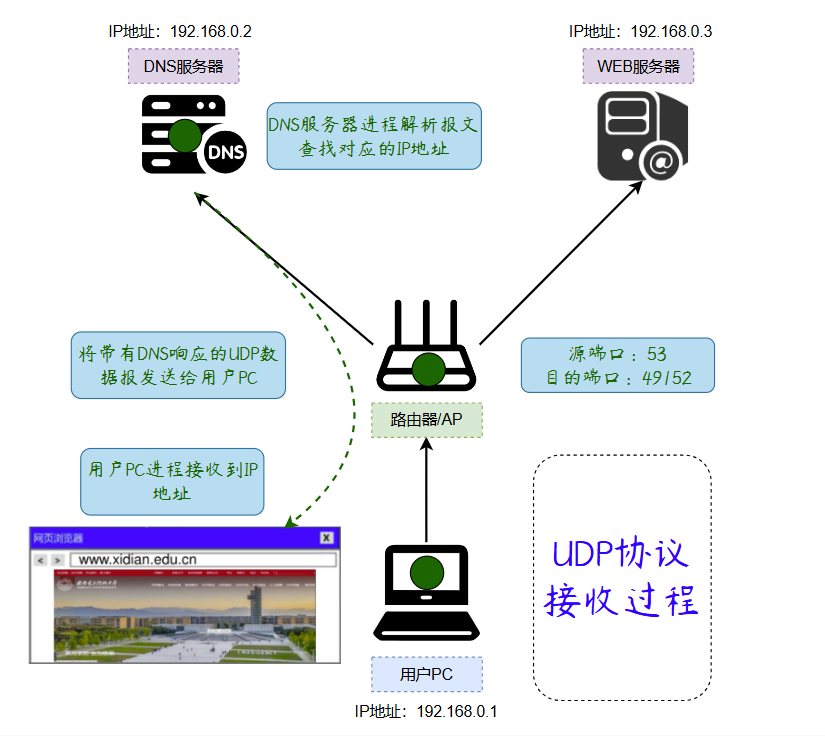 IP地址：192.168.0.2
IP地址：192.168.0.3
DNS服务器
WEB服务器
DNS
@
DNS服务器进程解析报文
查找对应的IP地址
将带有DNS响应的UDP数
据报发送给用户PC
源端口：53
目的端口：49152
路由器/AP
用户PC进程接收到IP
地址
网页浏览器
X
< >
www.xidian.edu.cn
UDP协议
接收过程
用户PC
IP地址：192.168.0.1